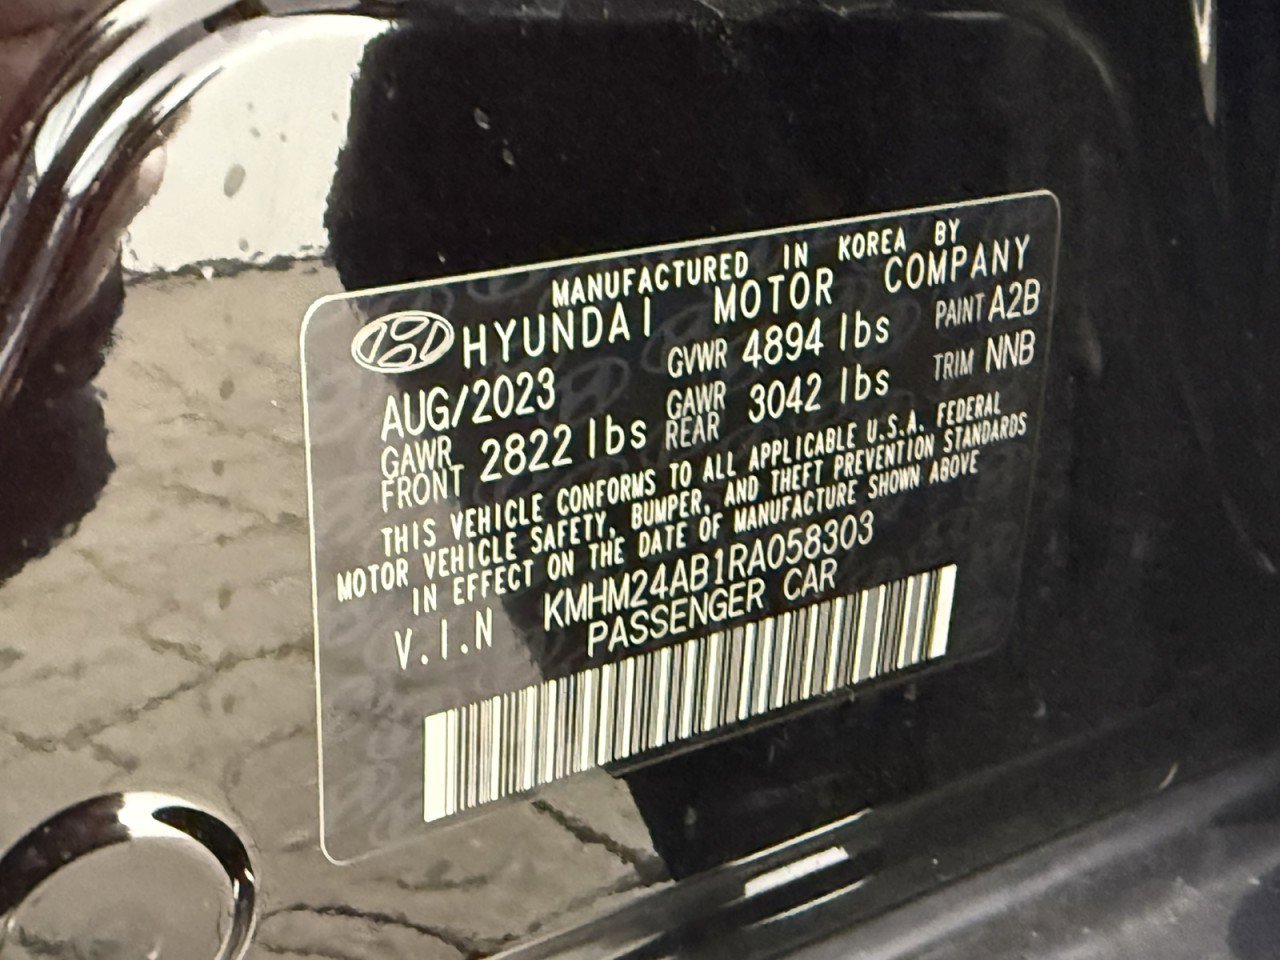 MANUFACTURED IN KOREA BY
HYUNDAI MOTOR COMPANY
AUG/2023 GVWR 4894 lbs PAINT A2B
GAWR FRONT 2822 lbs GAWR REAR 3042 lbs TRIM NNB
THIS VEHICLE CONFORMS TO ALL APPLICABLE U.S.A. FEDERAL
MOTOR VEHICLE SAFETY, BUMPER, AND THEFT PREVENTION STANDARDS
IN EFFECT ON THE DATE OF MANUFACTURE SHOWN ABOVE
V.I.N KMHM24AB1RA058303
PASSENGER CAR